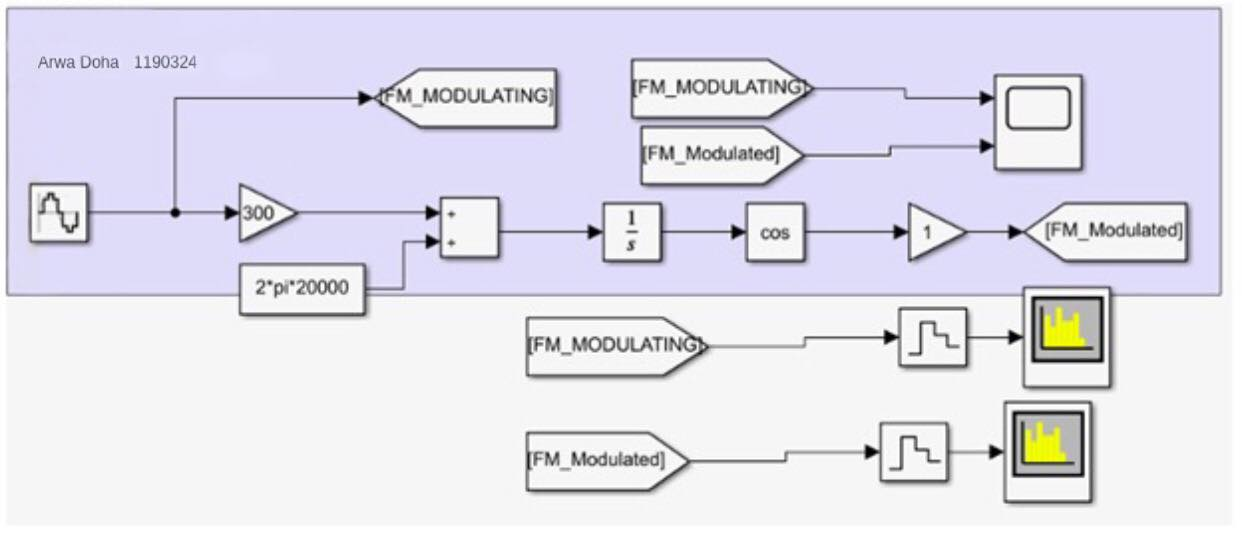 Arwa Doha 1190324
[FM_MODULATING]
[FM_MODULATING]
[FM_Modulated]
300
+
+
1
s
cos
1
[FM_Modulated]
2*pi*20000
[FM_MODULATING]
[FM_Modulated]